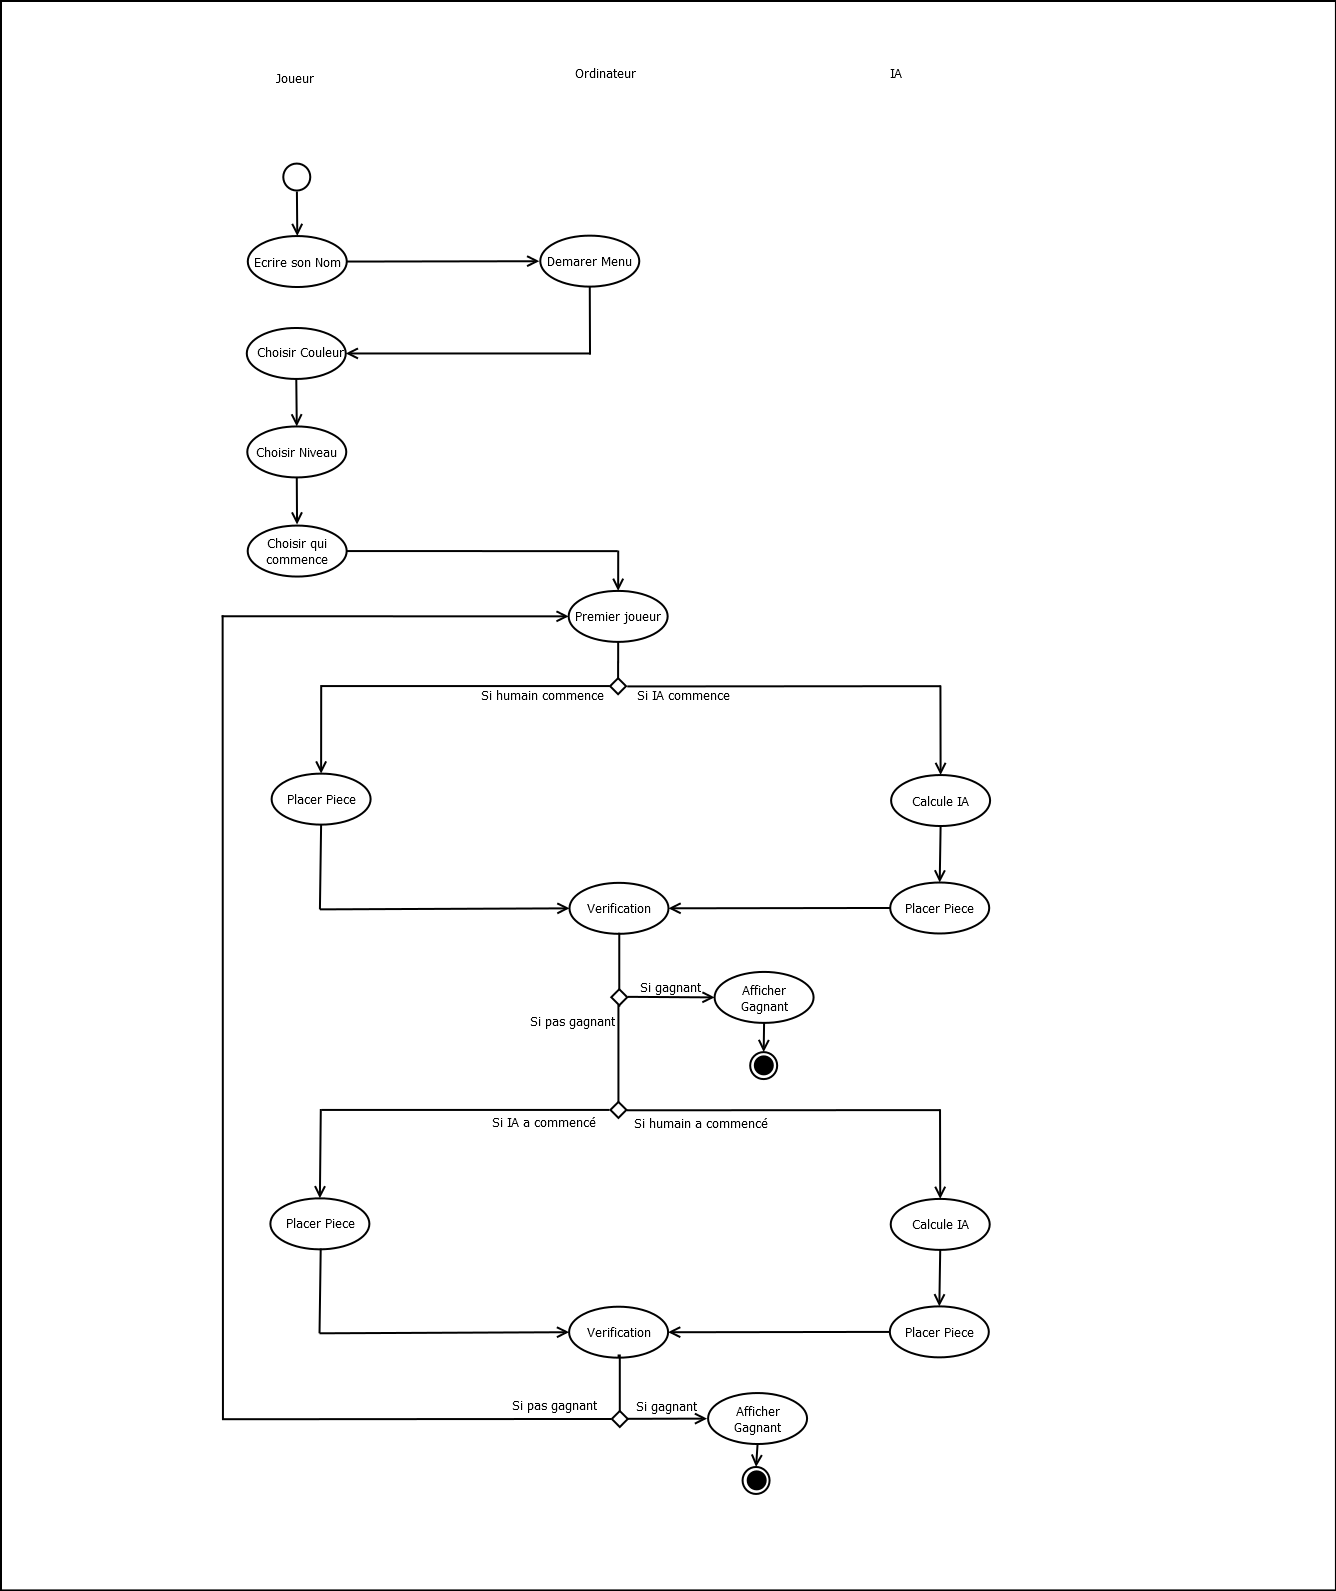 Joueur
Ordinateur
IA
Ecrire son Nom
Demarer Menu
Choisir Couleur
Choisir Niveau
Choisir qui
commence
Premier joueur
Si humain commence
Si IA commence
Placer Piece
Calcule IA
Verification
Placer Piece
Si gagnant
Afficher
Gagnant
Si pas gagnant
Si IA a commencé
Si humain a commencé
Placer Piece
Calcule IA
Verification
Placer Piece
Si pas gagnant
Si gagnant
Afficher
Gagnant